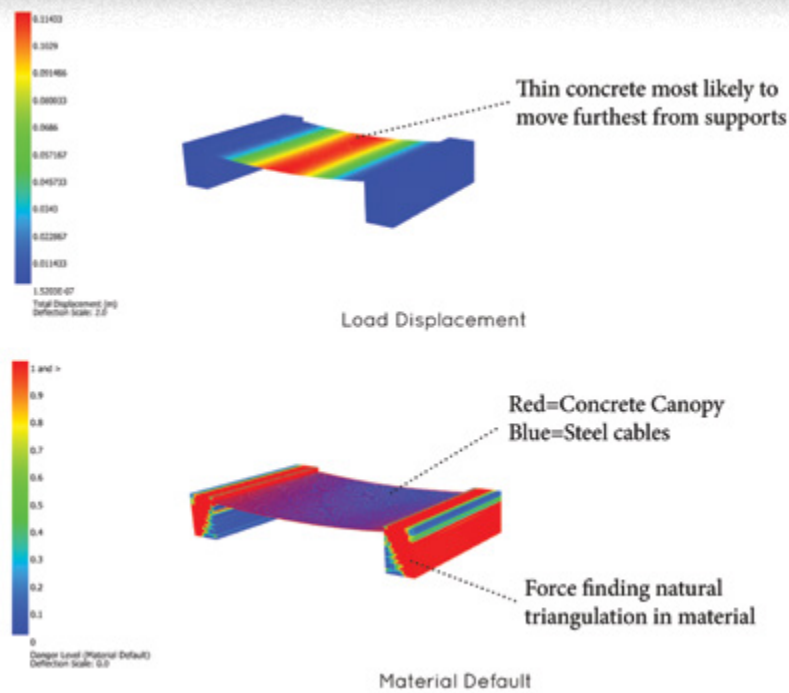 0.11433
0.1029
0.091466
0.080033
0.0686
0.057167
0.045733
0.0343
0.022867
0.011433
1.5203E-07
Total Displacement (m)
Deflection Scale: 2.0
Thin concrete most likely to
move furthest from supports
Load Displacement
1 and >
0.9
0.8
0.7
0.6
0.5
0.4
0.3
0.2
0.1
0
Danger Level (Material Default)
Deflection Scale: 0.0
Red=Concrete Canopy
Blue=Steel cables
Force finding natural
triangulation in material
Material Default